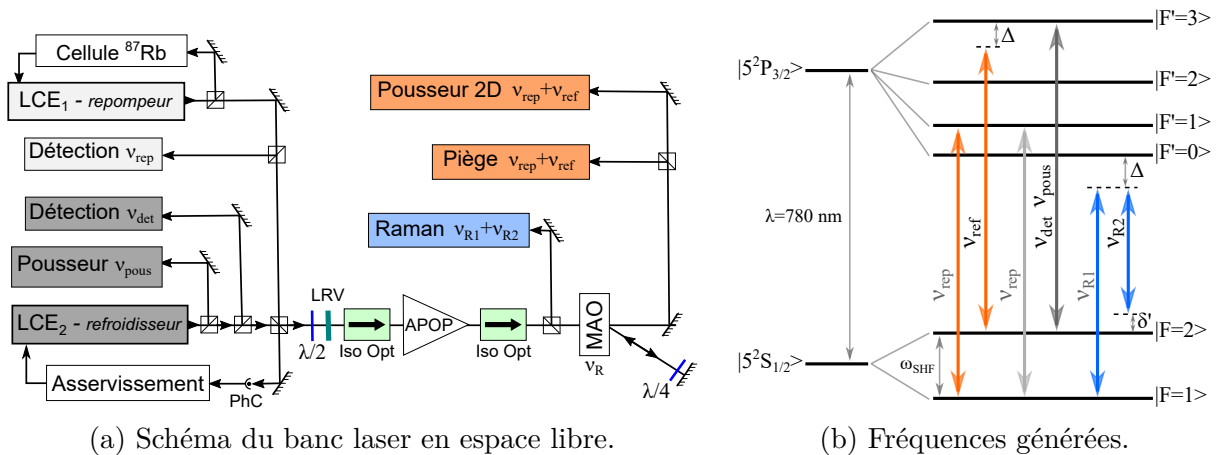 Cellule ⁸⁷Rb
LCE₁ - repompeur
Détection ν_rep
Détection ν_det
Pousseur ν_pous
LCE₂ - refroidisseur
Asservissement
PhC
λ/2
LRV
Iso Opt
APOP
Iso Opt
Pousseur 2D ν_rep+ν_ref
Piège ν_rep+ν_ref
Raman ν_R1+ν_R2
MAO
ν_R
λ/4
(a) Schéma du banc laser en espace libre.
|5²P₃/₂>
|5²S₁/₂>
λ=780 nm
ω_SHF
|F'=3>
Δ
|F'=2>
|F'=1>
|F'=0>
Δ
ν_rep
ν_ref
ν_rep
ν_det ν_pous
ν_R1
ν_R2
δ'
|F=2>
|F=1>
(b) Fréquences générées.